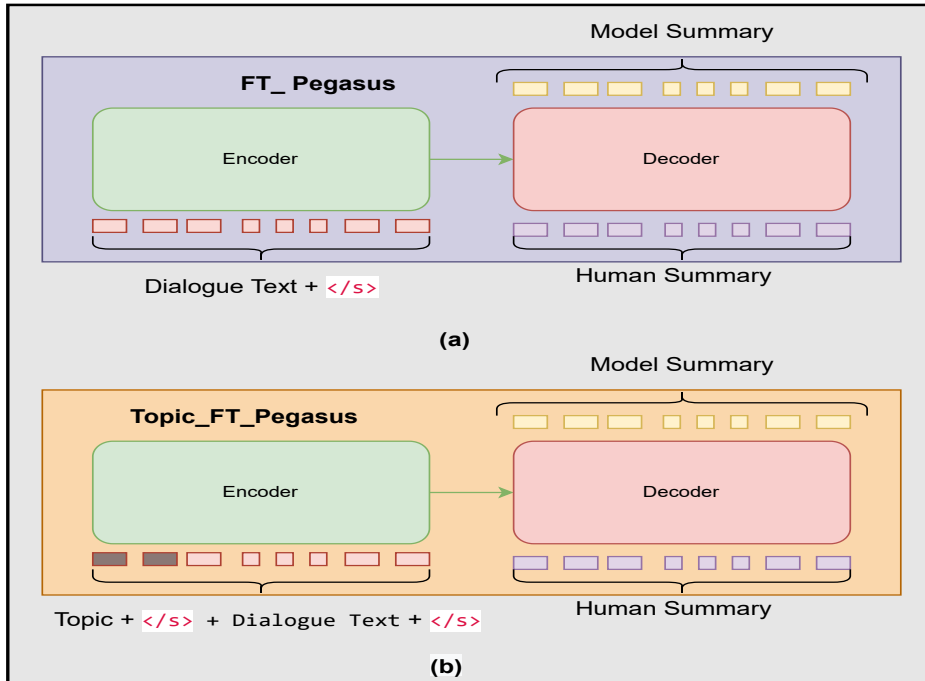 Model Summary
FT_ Pegasus
Encoder
Decoder
Human Summary
Dialogue Text + </s>
(a)
Model Summary
Topic_FT_Pegasus
Encoder
Decoder
Human Summary
Topic + </s> + Dialogue Text + </s>
(b)